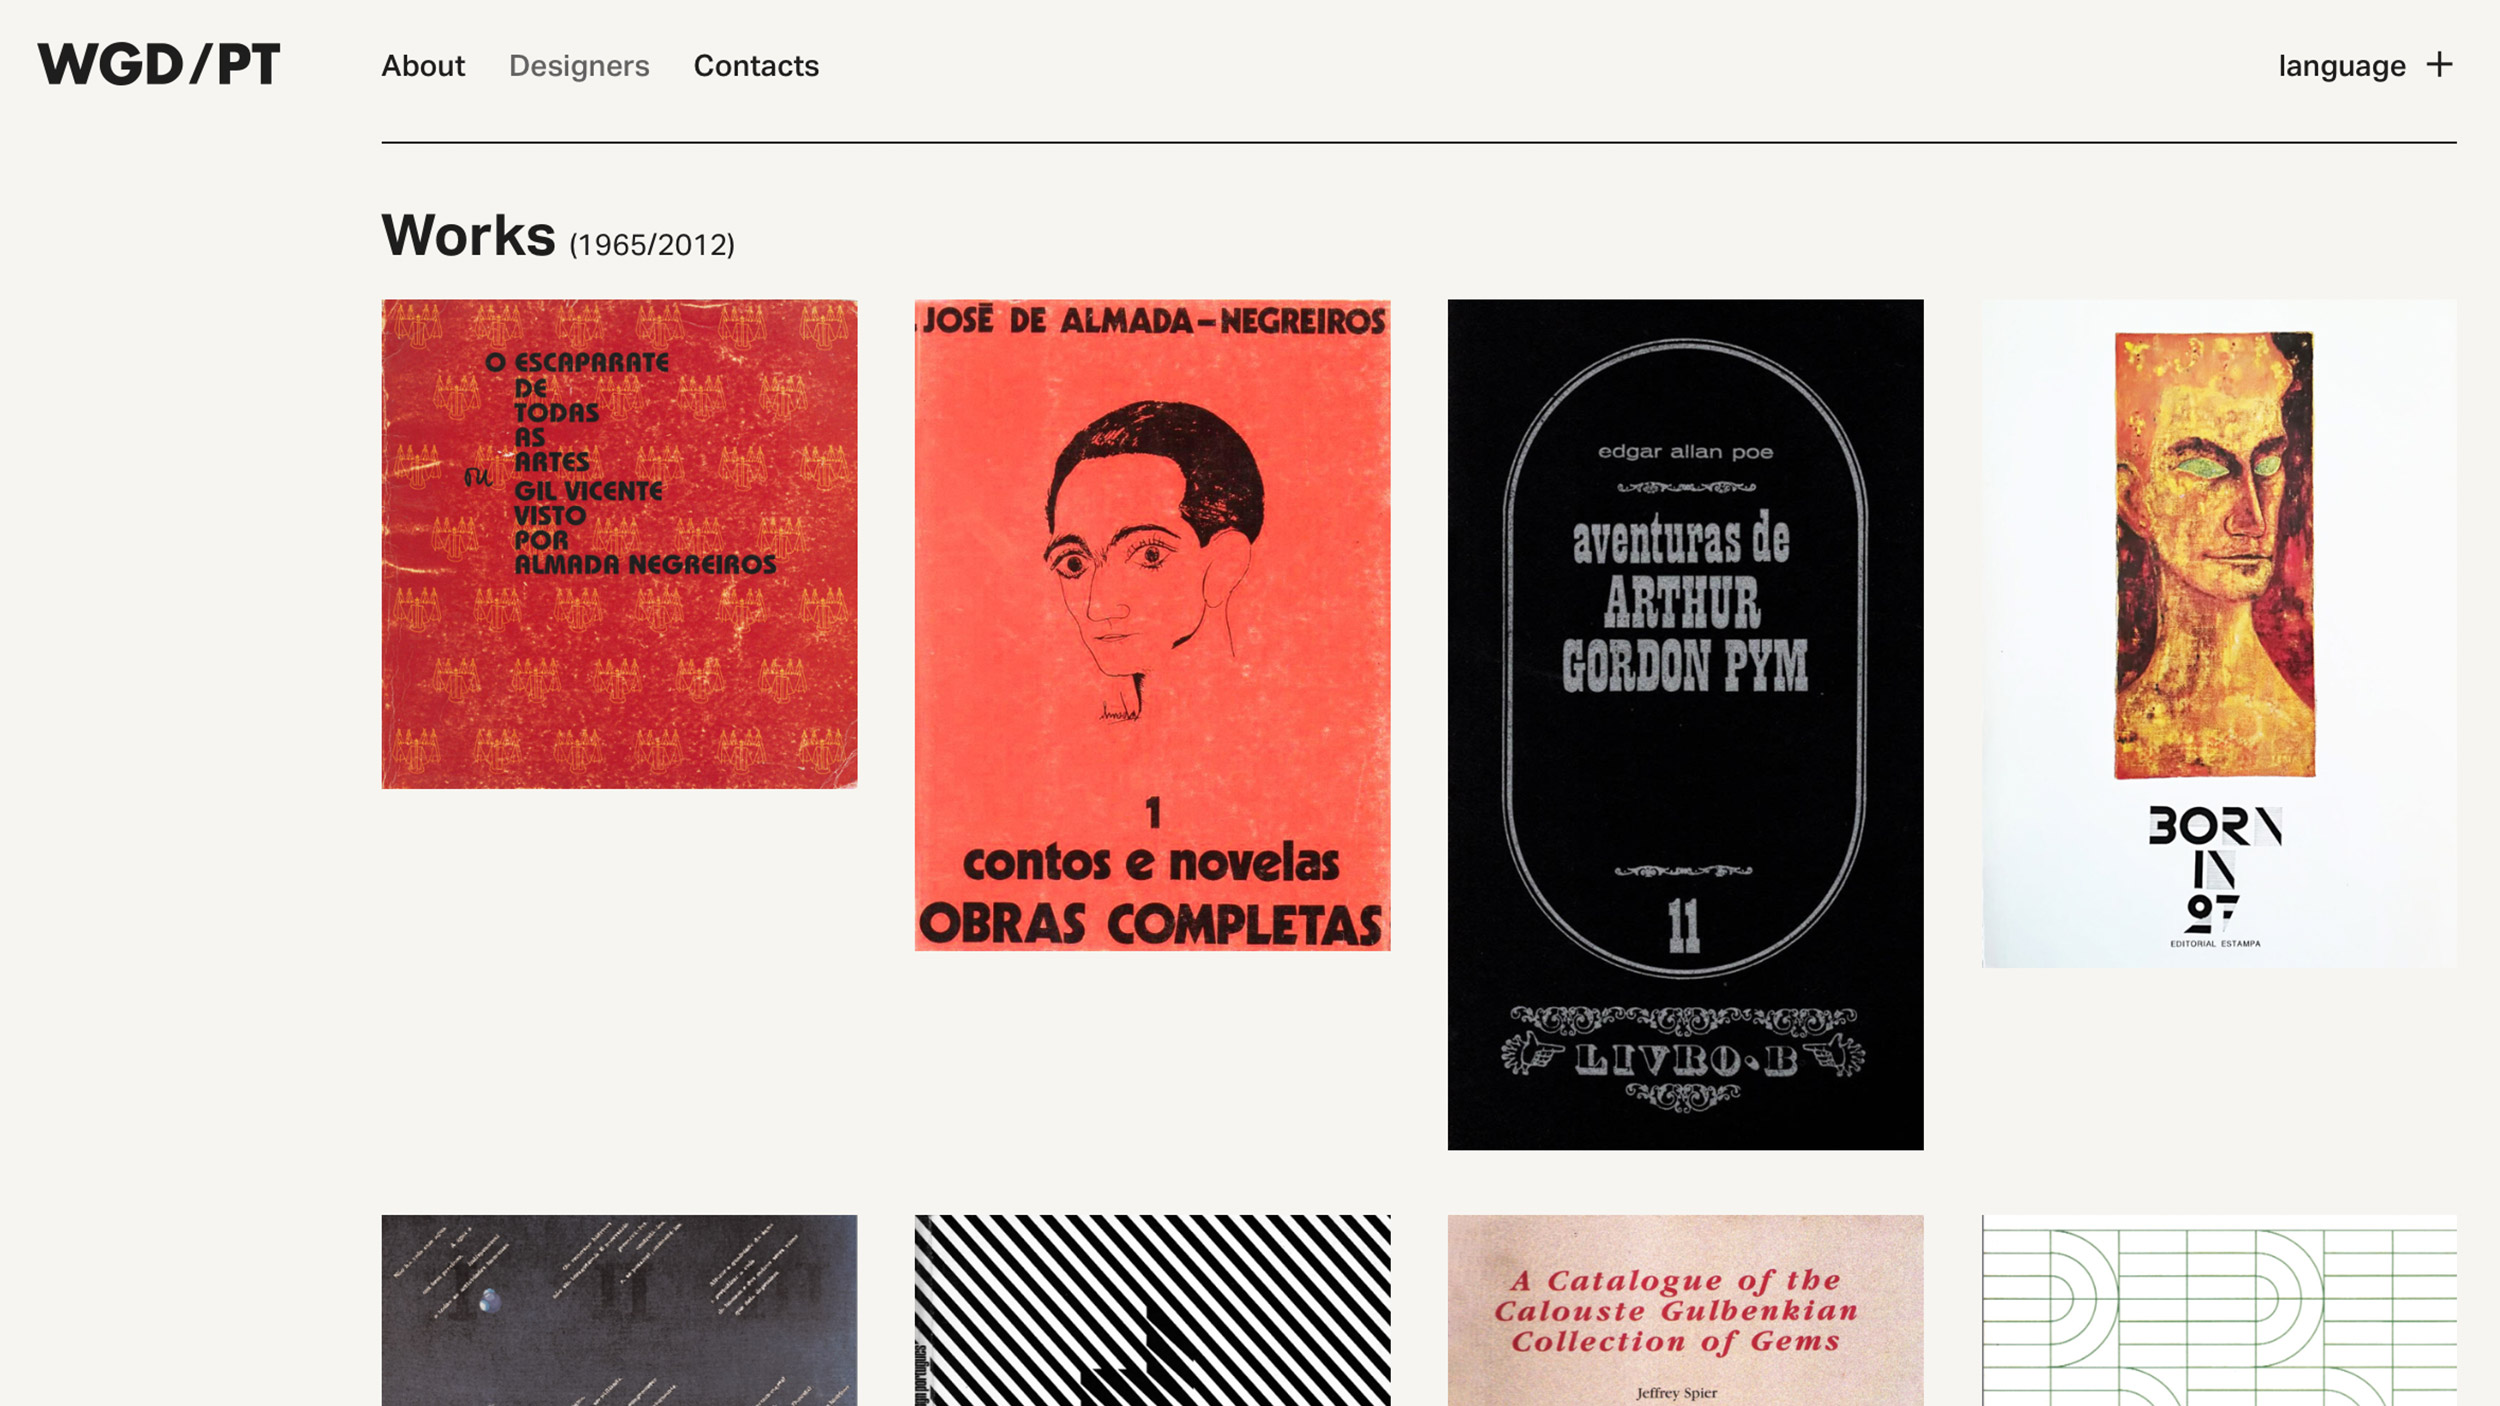 WGD/PT
About
Designers
Contacts
language +
Works (1965/2012)
O ESCAPARATE
DE
TODAS
AS
ARTES
ou
GIL VICENTE
VISTO
POR
ALMADA NEGREIROS
JOSÉ DE ALMADA-NEGREIROS
1
contos e novelas
OBRAS COMPLETAS
edgar allan poe
aventuras de
ARTHUR
GORDON PYM
11
LIVRO·B
BORN
IN
27
EDITORIAL ESTAMPA
A Catalogue of the
Calouste Gulbenkian
Collection of Gems
Jeffrey Spier